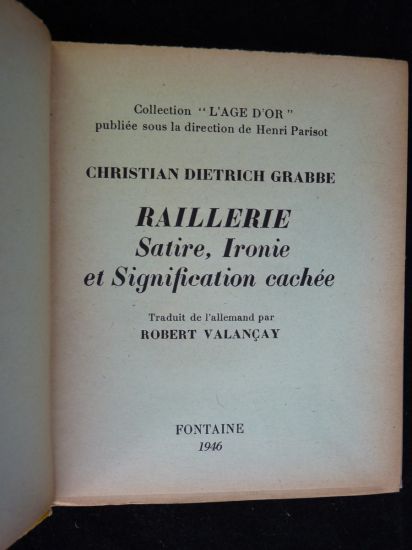 Collection "L'AGE D'OR"
publiée sous la direction de Henri Parisot
CHRISTIAN DIETRICH GRABBE
RAILLERIE
Satire, Ironie
et Signification cachée
Traduit de l'allemand par
ROBERT VALANÇAY
FONTAINE
1946